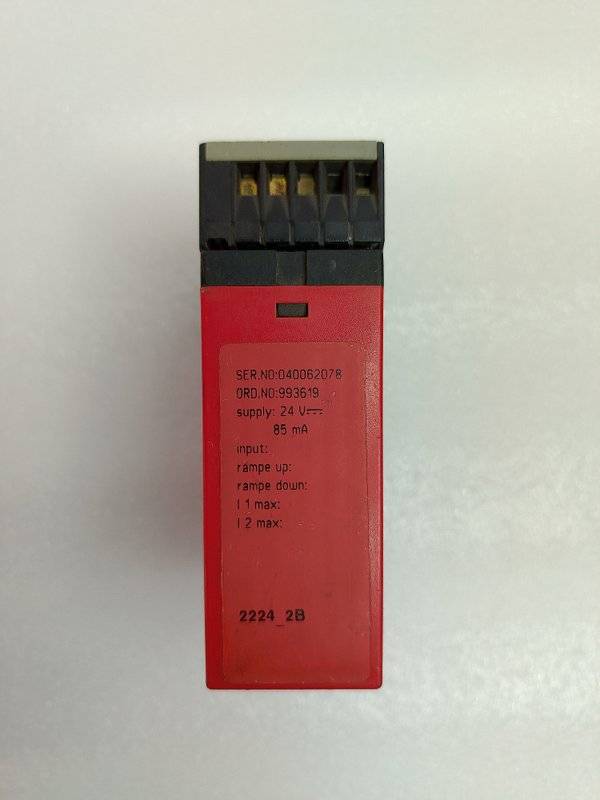 SER.NO:040062078
ORD.NO:993619
supply: 24 V⎓
85 mA
input:
rampe up:
rampe down:
I 1 max:
I 2 max:
2224_2B